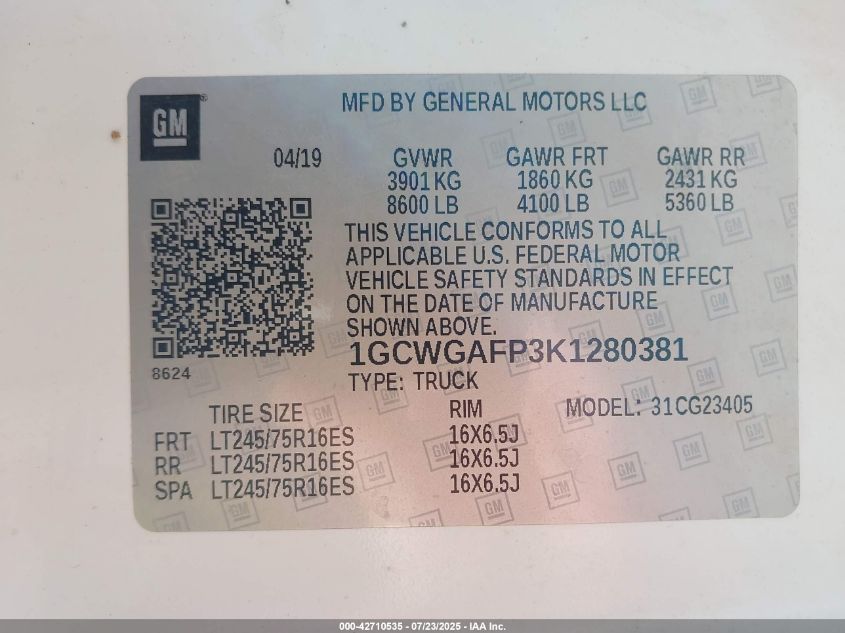 GM
MFD BY GENERAL MOTORS LLC
04/19 GVWR GAWR FRT GAWR RR
3901 KG 1860 KG 2431 KG
8600 LB 4100 LB 5360 LB
THIS VEHICLE CONFORMS TO ALL
APPLICABLE U.S. FEDERAL MOTOR
VEHICLE SAFETY STANDARDS IN EFFECT
ON THE DATE OF MANUFACTURE
SHOWN ABOVE.
1GCWGAFP3K1280381
8624
TYPE: TRUCK
TIRE SIZE RIM MODEL: 31CG23405
FRT LT245/75R16ES 16X6.5J
RR LT245/75R16ES 16X6.5J
SPA LT245/75R16ES 16X6.5J
000-42710535 - 07/23/2025 - IAA Inc.